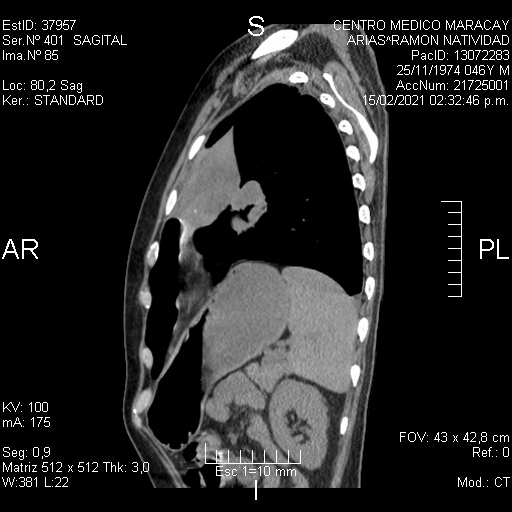 EstID: 37957
Ser.Nº 401 SAGITAL
Ima.Nº 85
Loc: 80,2 Sag
Ker.: STANDARD
S
CENTRO MEDICO MARACAY
ARIAS^RAMON NATIVIDAD
PacID: 13072283
25/11/1974 046Y M
AccNum: 21725001
15/02/2021 02:32:46 p.m.
AR
PL
KV: 100
mA: 175
Seg: 0,9
Matriz 512 x 512 Thk: 3,0
W:381 L:22
Esc 1=10 mm
I
FOV: 43 x 42,8 cm
Ref.: 0
Mod.: CT